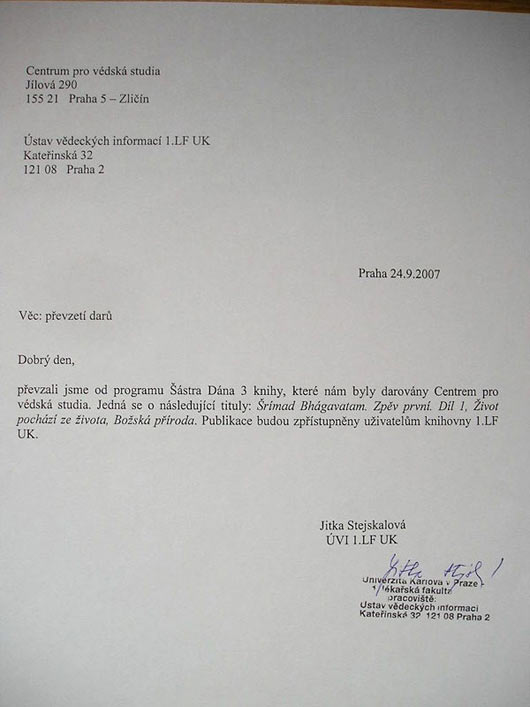 Centrum pro védská studia
Jílová 290
155 21 Praha 5 – Zličín
Ústav vědeckých informací 1.LF UK
Kateřinská 32
121 08 Praha 2
Praha 24.9.2007
Věc: převzetí darů
Dobrý den,
převzali jsme od programu Šástra Dána 3 knihy, které nám byly darovány Centrem pro
védská studia. Jedná se o následující tituly: Šrímad Bhágavatam. Zpěv první. Díl 1, Život
pochází ze života, Božská příroda. Publikace budou zpřístupněny uživatelům knihovny 1.LF
UK.
Jitka Stejskalová
ÚVI 1.LF UK
Univerzita Karlova v Praze -
lékařská fakulta
pracoviště:
Ústav vědeckých informací
Kateřinská 32 121 08 Praha 2